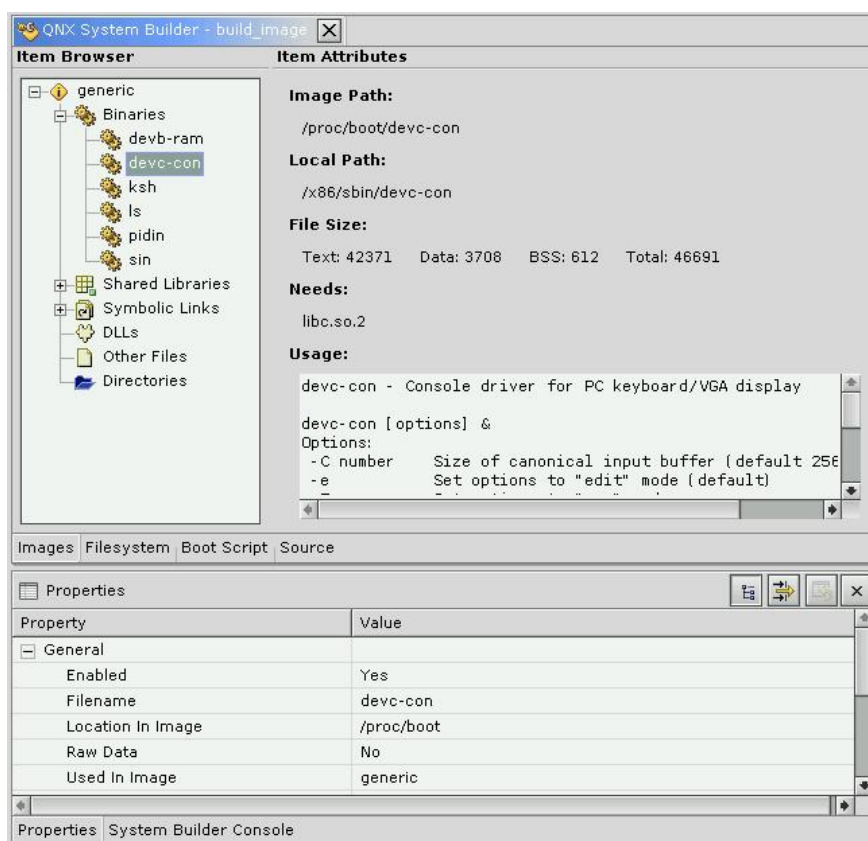 QNX System Builder - build_image
Item Browser
generic
Binaries
devb-ram
devc-con
ksh
ls
pidin
sin
Shared Libraries
Symbolic Links
DLLs
Other Files
Directories
Item Attributes
Image Path:
/proc/boot/devc-con
Local Path:
/x86/sbin/devc-con
File Size:
Text: 42371 Data: 3708 BSS: 612 Total: 46691
Needs:
libc.so.2
Usage:
devc-con - Console driver for PC keyboard/VGA display
devc-con [options] &
Options:
-C number Size of canonical input buffer (default 256
-e Set options to "edit" mode (default)
Images Filesystem Boot Script Source
Properties
Property Value
General
Enabled Yes
Filename devc-con
Location In Image /proc/boot
Raw Data No
Used In Image generic
Properties System Builder Console